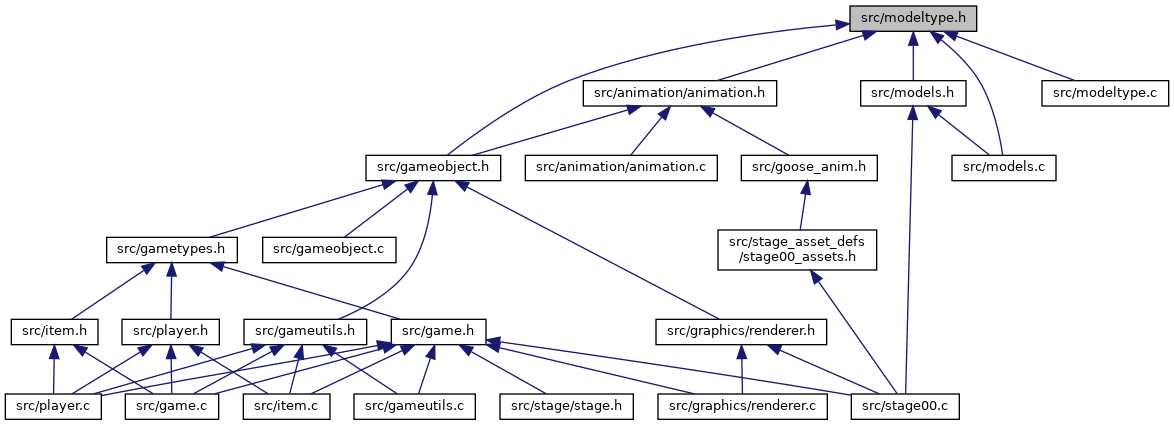 src/modeltype.h
src/animation/animation.h
src/models.h
src/modeltype.c
src/gameobject.h
src/animation/animation.c
src/goose_anim.h
src/models.c
src/gametypes.h
src/gameobject.c
src/stage_asset_defs
/stage00_assets.h
src/item.h
src/player.h
src/gameutils.h
src/game.h
src/graphics/renderer.h
src/player.c
src/game.c
src/item.c
src/gameutils.c
src/stage/stage.h
src/graphics/renderer.c
src/stage00.c